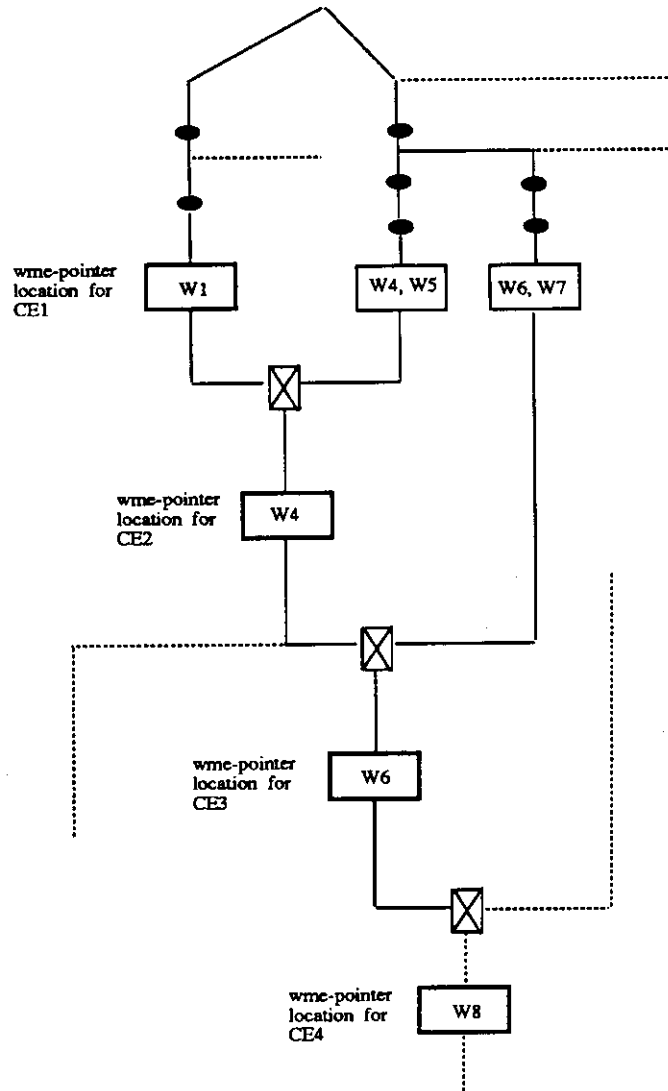 wme-pointer
location for
CE1
W1
W4, W5
W6, W7
wme-pointer
location for
CE2
W4
wme-pointer
location for
CE3
W6
wme-pointer
location for
CE4
W8